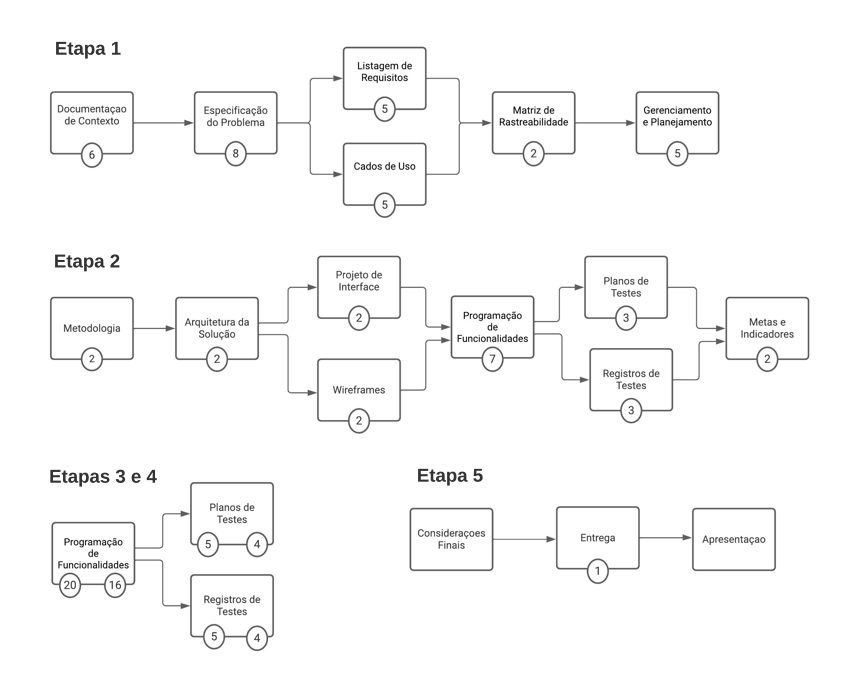 Etapa 1
Documentaçao
de Contexto
6
Especificação
do Problema
8
Listagem de
Requisitos
5
Cados de Uso
5
Matriz de
Rastreabilidade
2
Gerenciamento
e Planejamento
5
Etapa 2
Metodologia
2
Arquitetura da
Solução
2
Projeto de
Interface
2
Wireframes
2
Programação
de
Funcionalidades
7
Planos de
Testes
3
Registros de
Testes
3
Metas e
Indicadores
2
Etapas 3 e 4
Programação
de
Funcionalidades
20
16
Planos de
Testes
5
4
Registros de
Testes
5
4
Etapa 5
Consideraçoes
Finais
Entrega
1
Apresentaçao